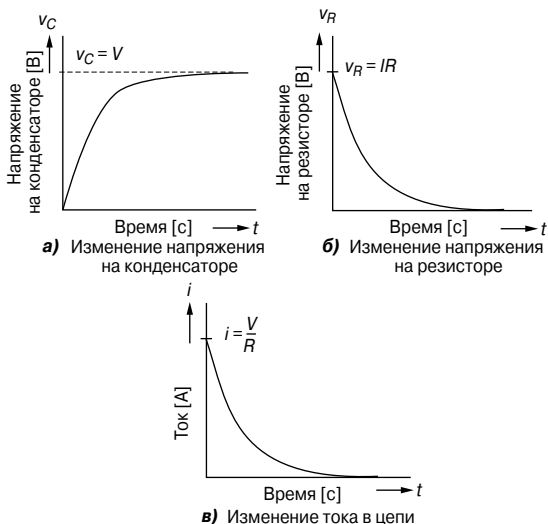 v_C
v_C = V
Напряжение
на конденсаторе [В]
Время [с]
t
а) Изменение напряжения
на конденсаторе
v_R
v_R = IR
Напряжение
на резисторе [В]
Время [с]
t
б) Изменение напряжения
на резисторе
i
i = V/R
Ток [А]
Время [с]
t
в) Изменение тока в цепи